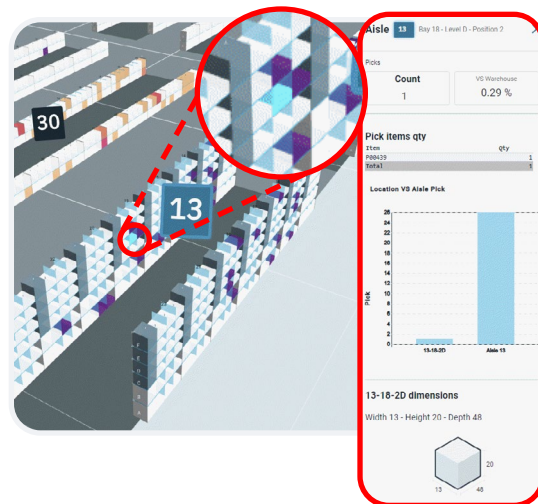 30
13
Aisle 13 Bay 18 - Level D - Position 2
Picks
Count
1
VS Warehouse
0.29 %
Pick items qty
Item Qty
P00439 1
Total 1
Location VS Aisle Pick
26
24
22
20
18
16
14
12
10
8
6
4
2
0
Pick
13-18-2D Aisle 13
13-18-2D dimensions
Width 13 - Height 20 - Depth 48
20
13 48